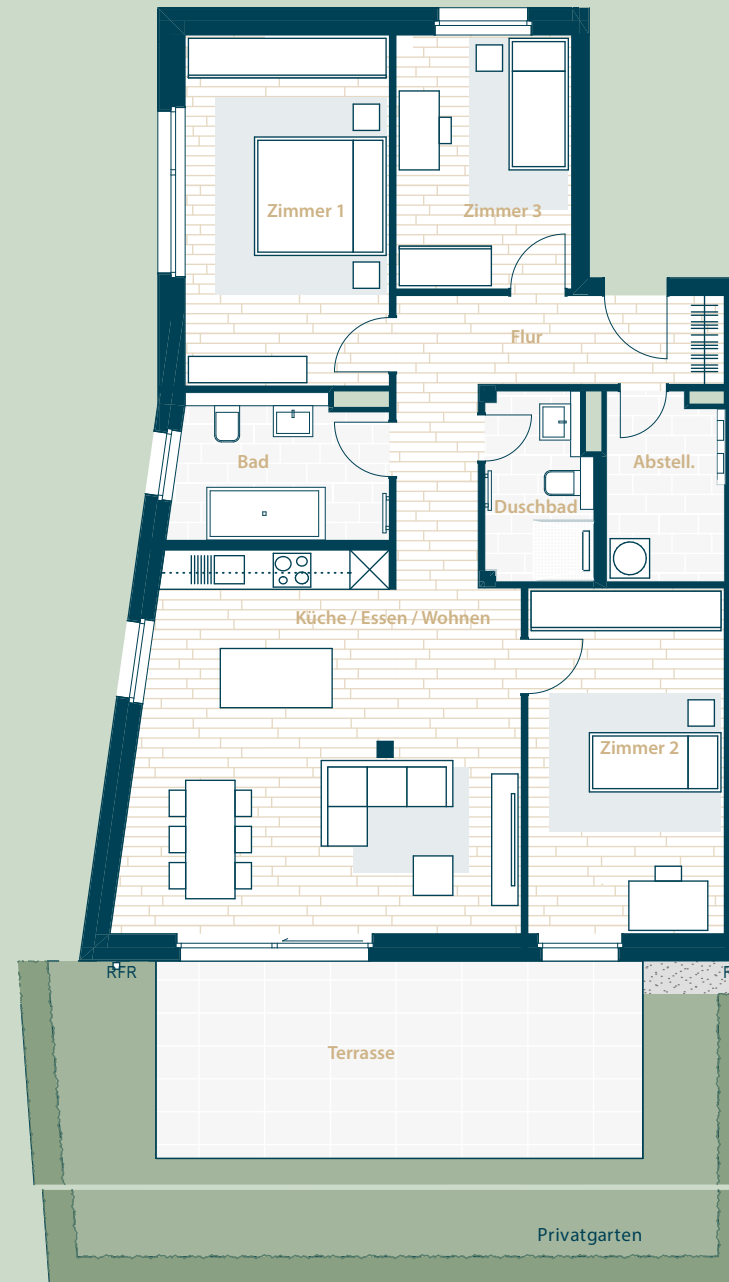 Zimmer 1
Zimmer 3
Flur
Bad
Abstell.
Duschbad
Küche / Essen / Wohnen
Zimmer 2
RFR
Terrasse
Privatgarten